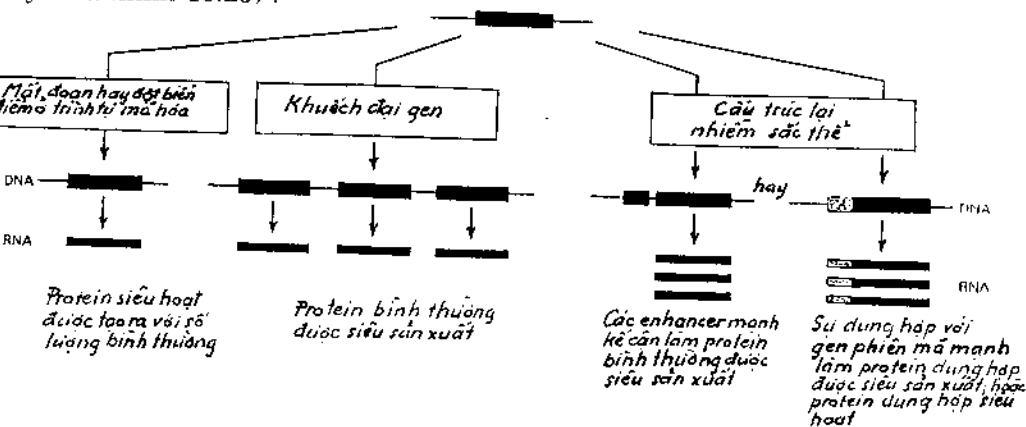 Mất đoạn hay đột biến
điểm ở trình tự mã hóa
Khuếch đại gen
Cấu trúc lại
nhiễm sắc thể
DNA
hay
DNA
RNA
RNA
Protein siêu hoạt
được tạo ra với số
lượng bình thường
Protein bình thường
được siêu sản xuất
Các enhancer mạnh
kế cận làm protein
bình thường được
siêu sản xuất
Sự dung hợp với
gen phiên mã mạnh
làm protein dung hợp
được siêu sản xuất, hoặc
protein dung hợp siêu
hoạt